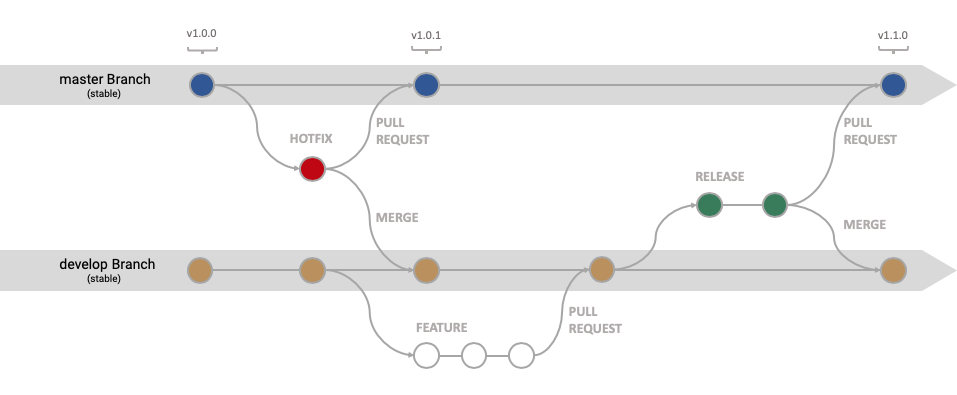 v1.0.0
v1.0.1
v1.1.0
master Branch
(stable)
HOTFIX
PULL
REQUEST
PULL
REQUEST
RELEASE
MERGE
MERGE
develop Branch
(stable)
FEATURE
PULL
REQUEST